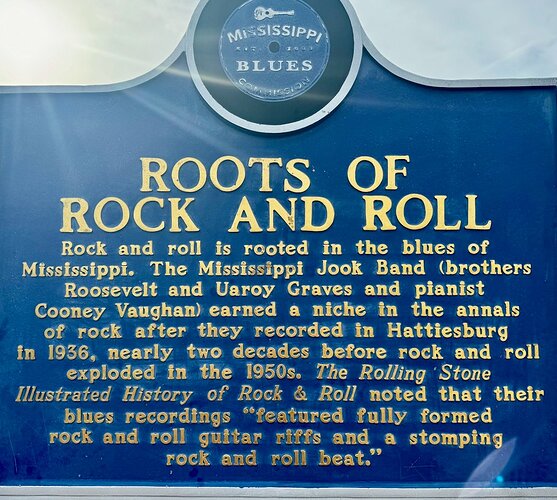 MISSISSIPPI
BLUES
COMMISSION
ROOTS OF
ROCK AND ROLL
Rock and roll is rooted in the blues of
Mississippi. The Mississippi Jook Band (brothers
Roosevelt and Uaroy Graves and pianist
Cooney Vaughan) earned a niche in the annals
of rock after they recorded in Hattiesburg
in 1936, nearly two decades before rock and roll
exploded in the 1950s. The Rolling Stone
Illustrated History of Rock & Roll noted that their
blues recordings “featured fully formed
rock and roll guitar riffs and a stomping
rock and roll beat.”